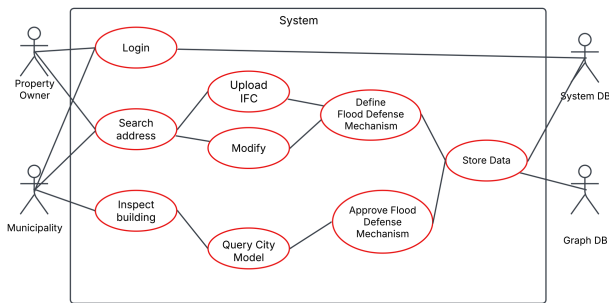 System
Login
Property
Owner
Upload
IFC
Define
Flood Defense
Mechanism
System DB
Search
address
Modify
Store Data
Municipality
Inspect
building
Approve Flood
Defense
Mechanism
Query City
Model
Graph DB